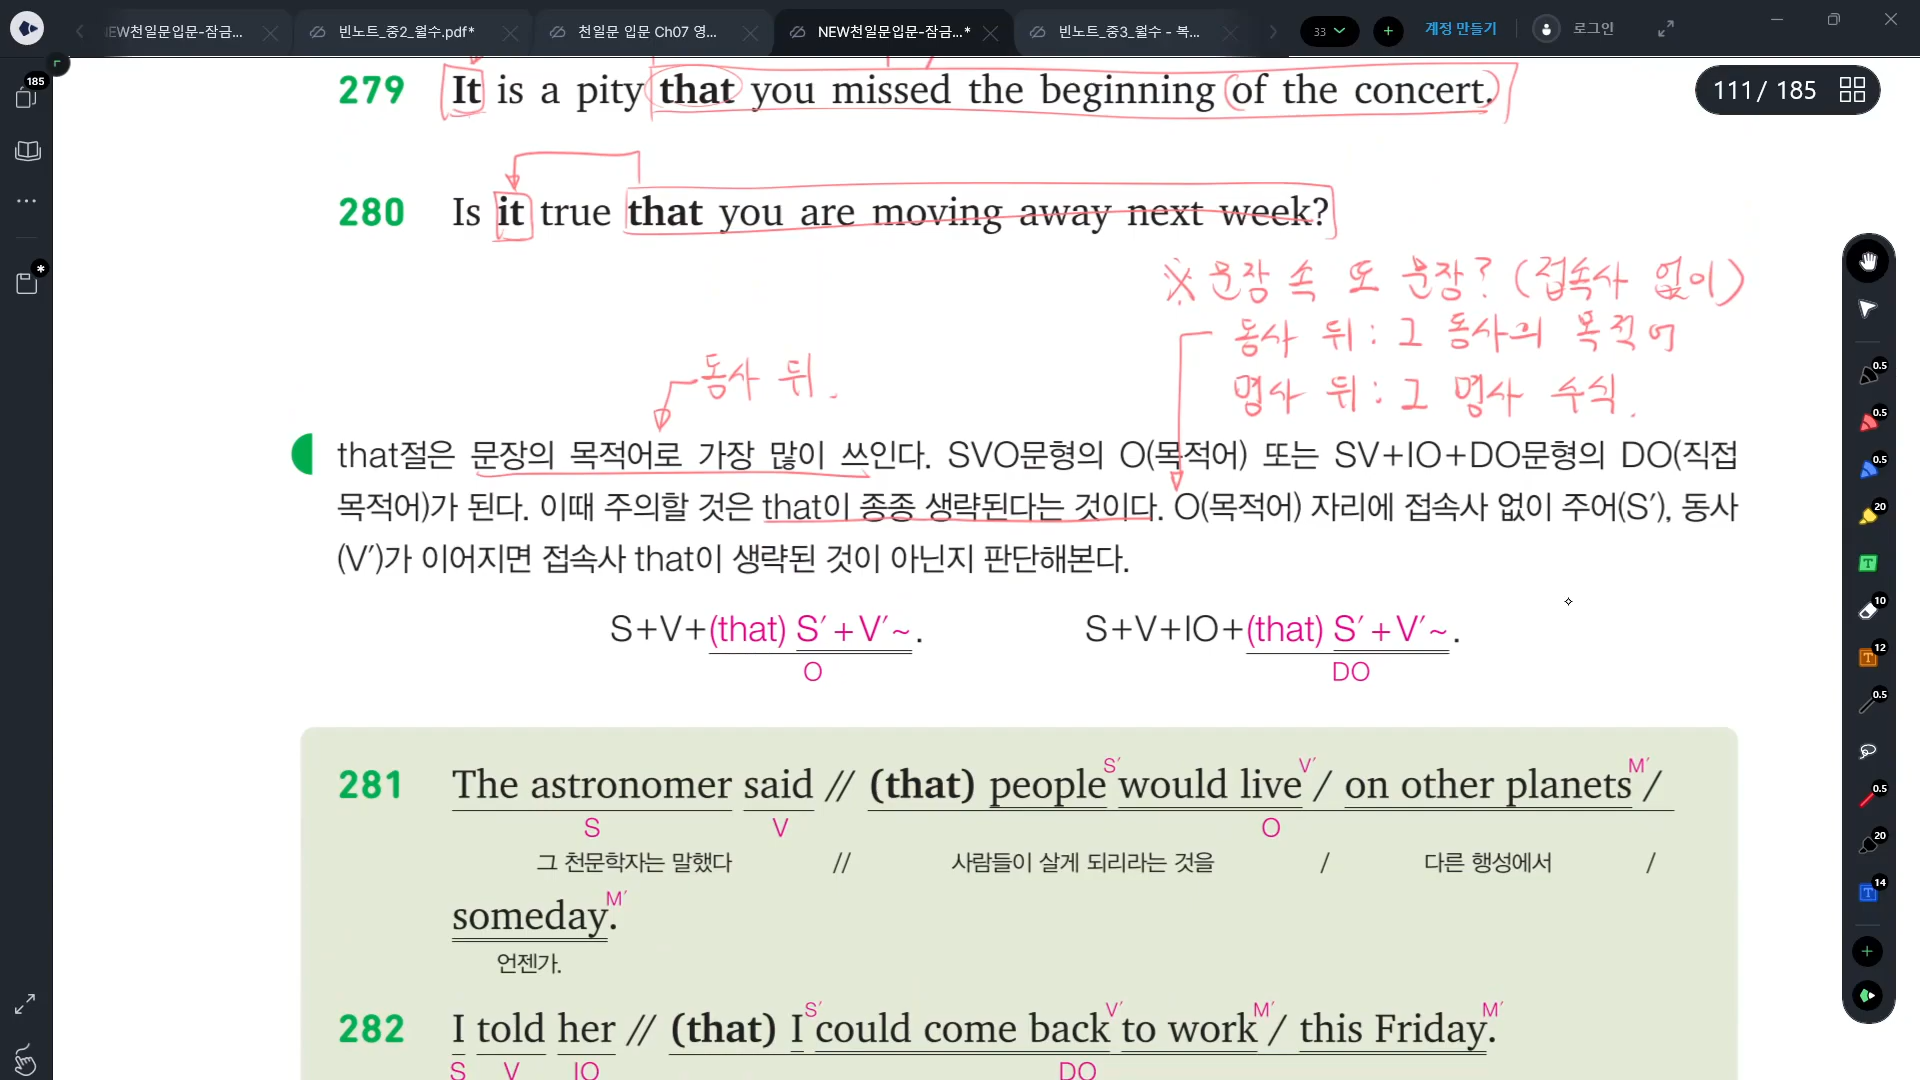 NEW천일문입문-잠금...
빈노트_중2_월수.pdf*
천일문 입문 Ch07 영...
NEW천일문입문-잠금...*
빈노트_중3_월수 - 복...
33
계정 만들기
로그인
185
111 / 185
279 It is a pity that you missed the beginning of the concert.
280 Is it true that you are moving away next week?
※ 문장 속 또 문장? (접속사 없이)
동사 뒤 : 그 동사의 목적어
명사 뒤 : 그 명사 수식.
동사 뒤.
that절은 문장의 목적어로 가장 많이 쓰인다. SVO문형의 O(목적어) 또는 SV+IO+DO문형의 DO(직접
목적어)가 된다. 이때 주의할 것은 that이 종종 생략된다는 것이다. O(목적어) 자리에 접속사 없이 주어(S′), 동사
(V′)가 이어지면 접속사 that이 생략된 것이 아닌지 판단해본다.
S+V+(that) S′+V′~. S+V+IO+(that) S′+V′~.
O DO
S′ V′ M′
281 The astronomer said // (that) people would live / on other planets /
S V O
그 천문학자는 말했다 // 사람들이 살게 되리라는 것을 / 다른 행성에서 /
M′
someday.
언젠가.
S′ V′ M′ M′
282 I told her // (that) I could come back to work / this Friday.
S V IO DO
0.5
0.5
0.5
20
T
10
T 12
0.5
0.5
20
T 14